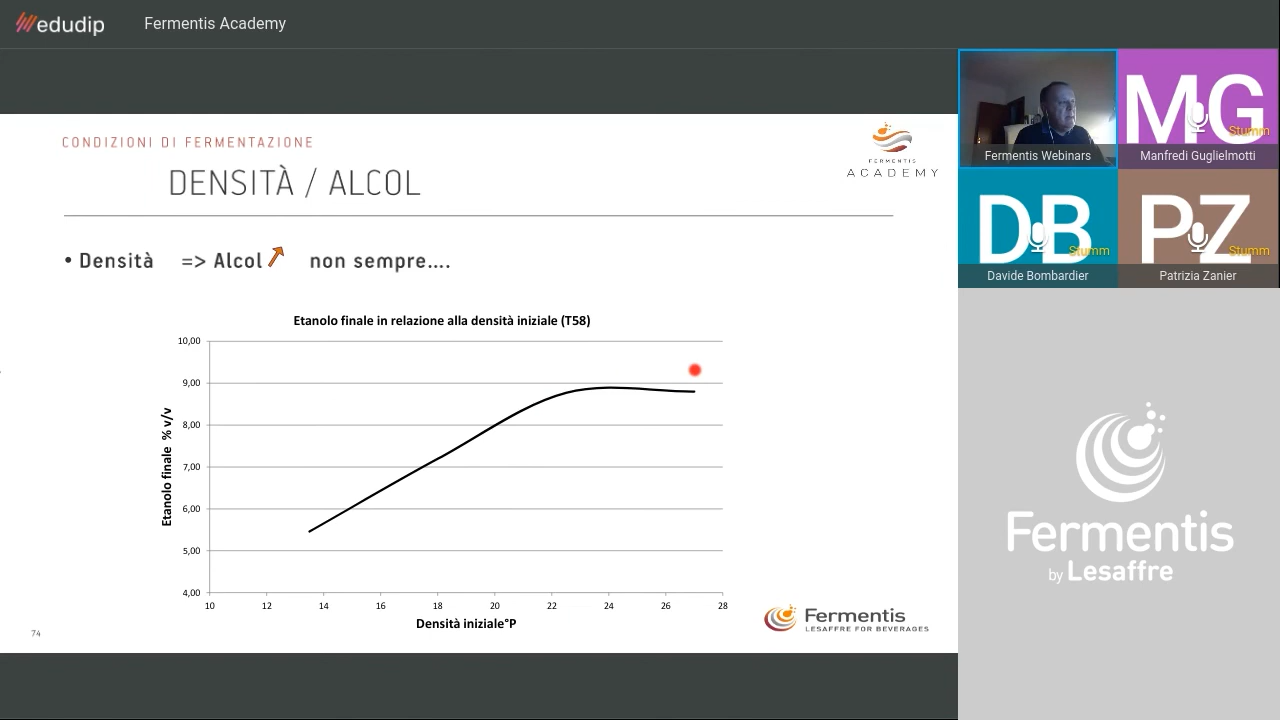 edudip
Fermentis Academy
CONDIZIONI DI FERMENTAZIONE
DENSITÀ / ALCOL
FERMENTIS
ACADEMY
• Densità => Alcol non sempre....
Etanolo finale in relazione alla densità iniziale (T58)
10,00
9,00
8,00
7,00
6,00
5,00
4,00
Etanolo finale % v/v
10 12 14 16 18 20 22 24 26 28
Densità iniziale°P
74
Fermentis
LESAFFRE FOR BEVERAGES
Fermentis Webinars
MG
Stumm
Manfredi Guglielmotti
DB
Stumm
Davide Bombardier
PZ
Stumm
Patrizia Zanier
Fermentis
by Lesaffre